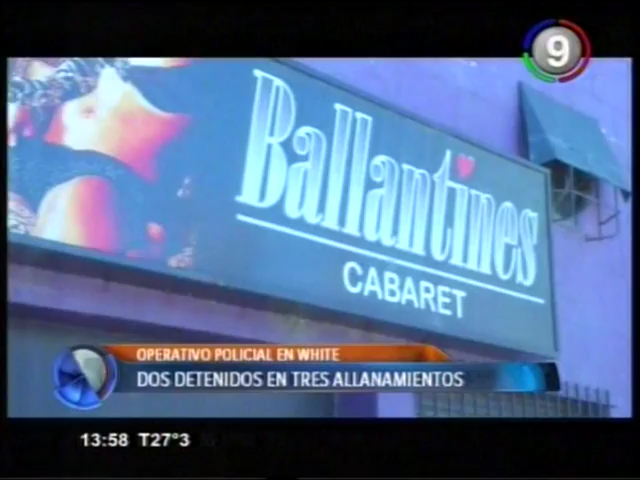 9
Ballantines
CABARET
OPERATIVO POLICIAL EN WHITE
DOS DETENIDOS EN TRES ALLANAMIENTOS
13:58 T27°3